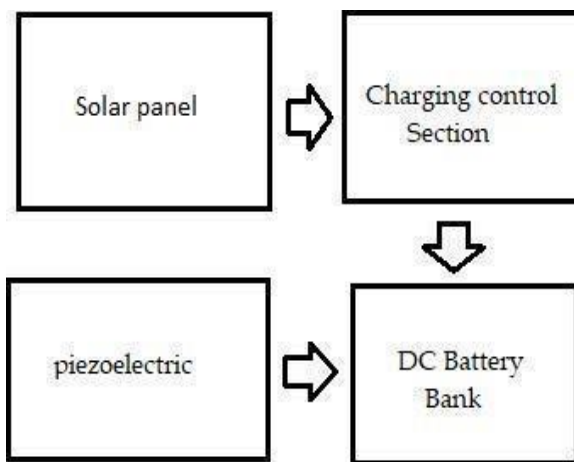 Solar panel
Charging control
Section
piezoelectric
DC Battery
Bank